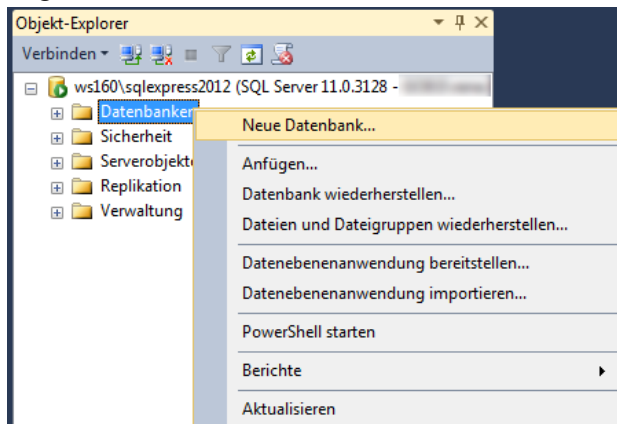 Objekt-Explorer
Verbinden
ws160\sqlexpress2012 (SQL Server 11.0.3128 -
Datenbanken
Sicherheit
Serverobjekte
Replikation
Verwaltung
Neue Datenbank...
Anfügen...
Datenbank wiederherstellen...
Dateien und Dateigruppen wiederherstellen...
Datenebenenanwendung bereitstellen...
Datenebenenanwendung importieren...
PowerShell starten
Berichte
Aktualisieren